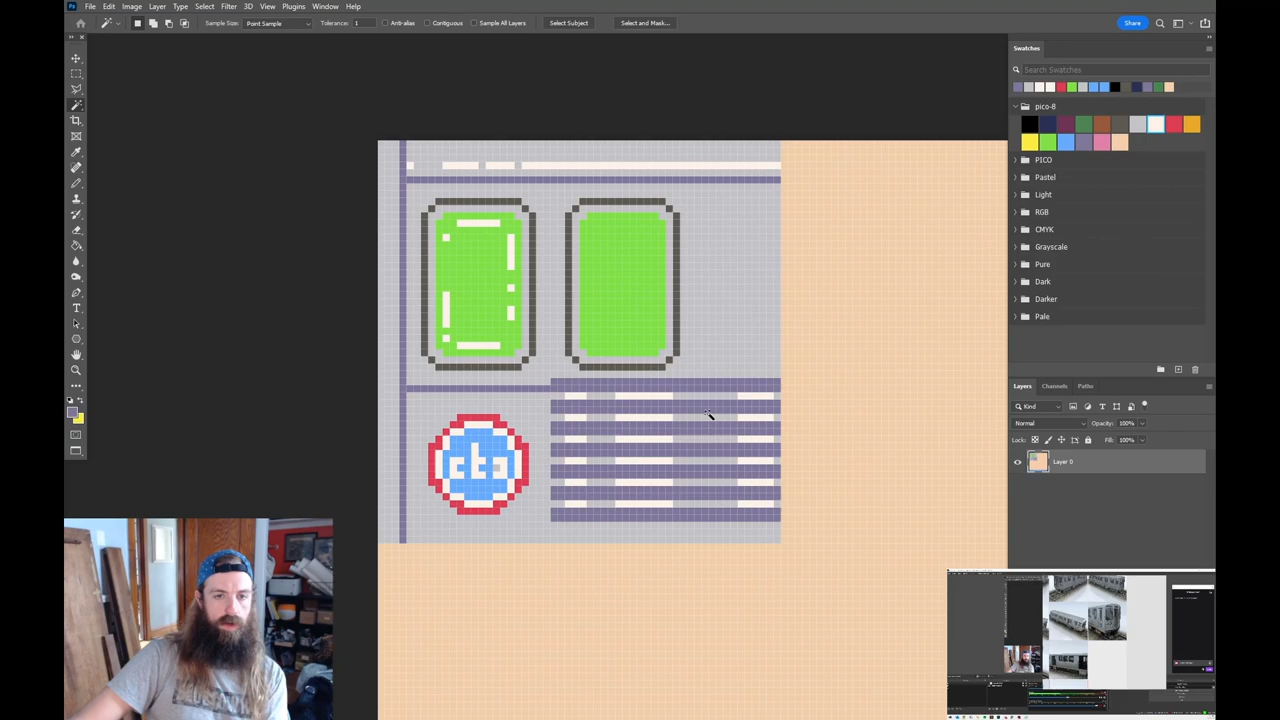 Ps File Edit Image Layer Type Select Filter 3D View Plugins Window Help
Sample Size: Point Sample Tolerance: 1 Anti-alias Contiguous Sample All Layers Select Subject Select and Mask... Share
Swatches
Search Swatches
pico-8
PICO
Pastel
Light
RGB
CMYK
Grayscale
Pure
Dark
Darker
Pale
Layers Channels Paths
Kind
Normal Opacity: 100%
Lock: Fill: 100%
Layer 0
cta